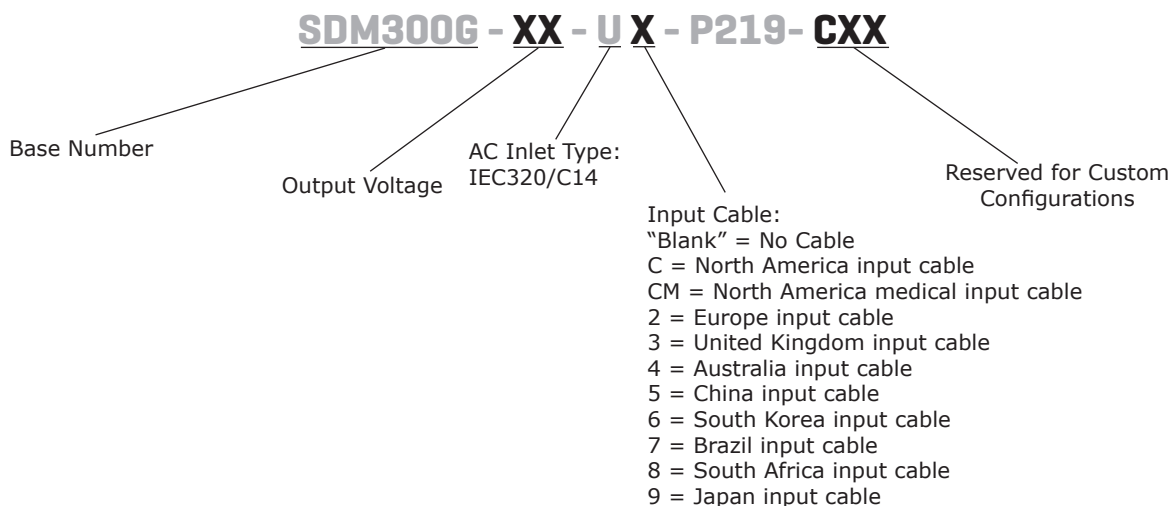 SDM300G - XX - U X - P219- CXX
Base Number
Output Voltage
AC Inlet Type:
IEC320/C14
Input Cable:
“Blank” = No Cable
C = North America input cable
CM = North America medical input cable
2 = Europe input cable
3 = United Kingdom input cable
4 = Australia input cable
5 = China input cable
6 = South Korea input cable
7 = Brazil input cable
8 = South Africa input cable
9 = Japan input cable
Reserved for Custom
Configurations